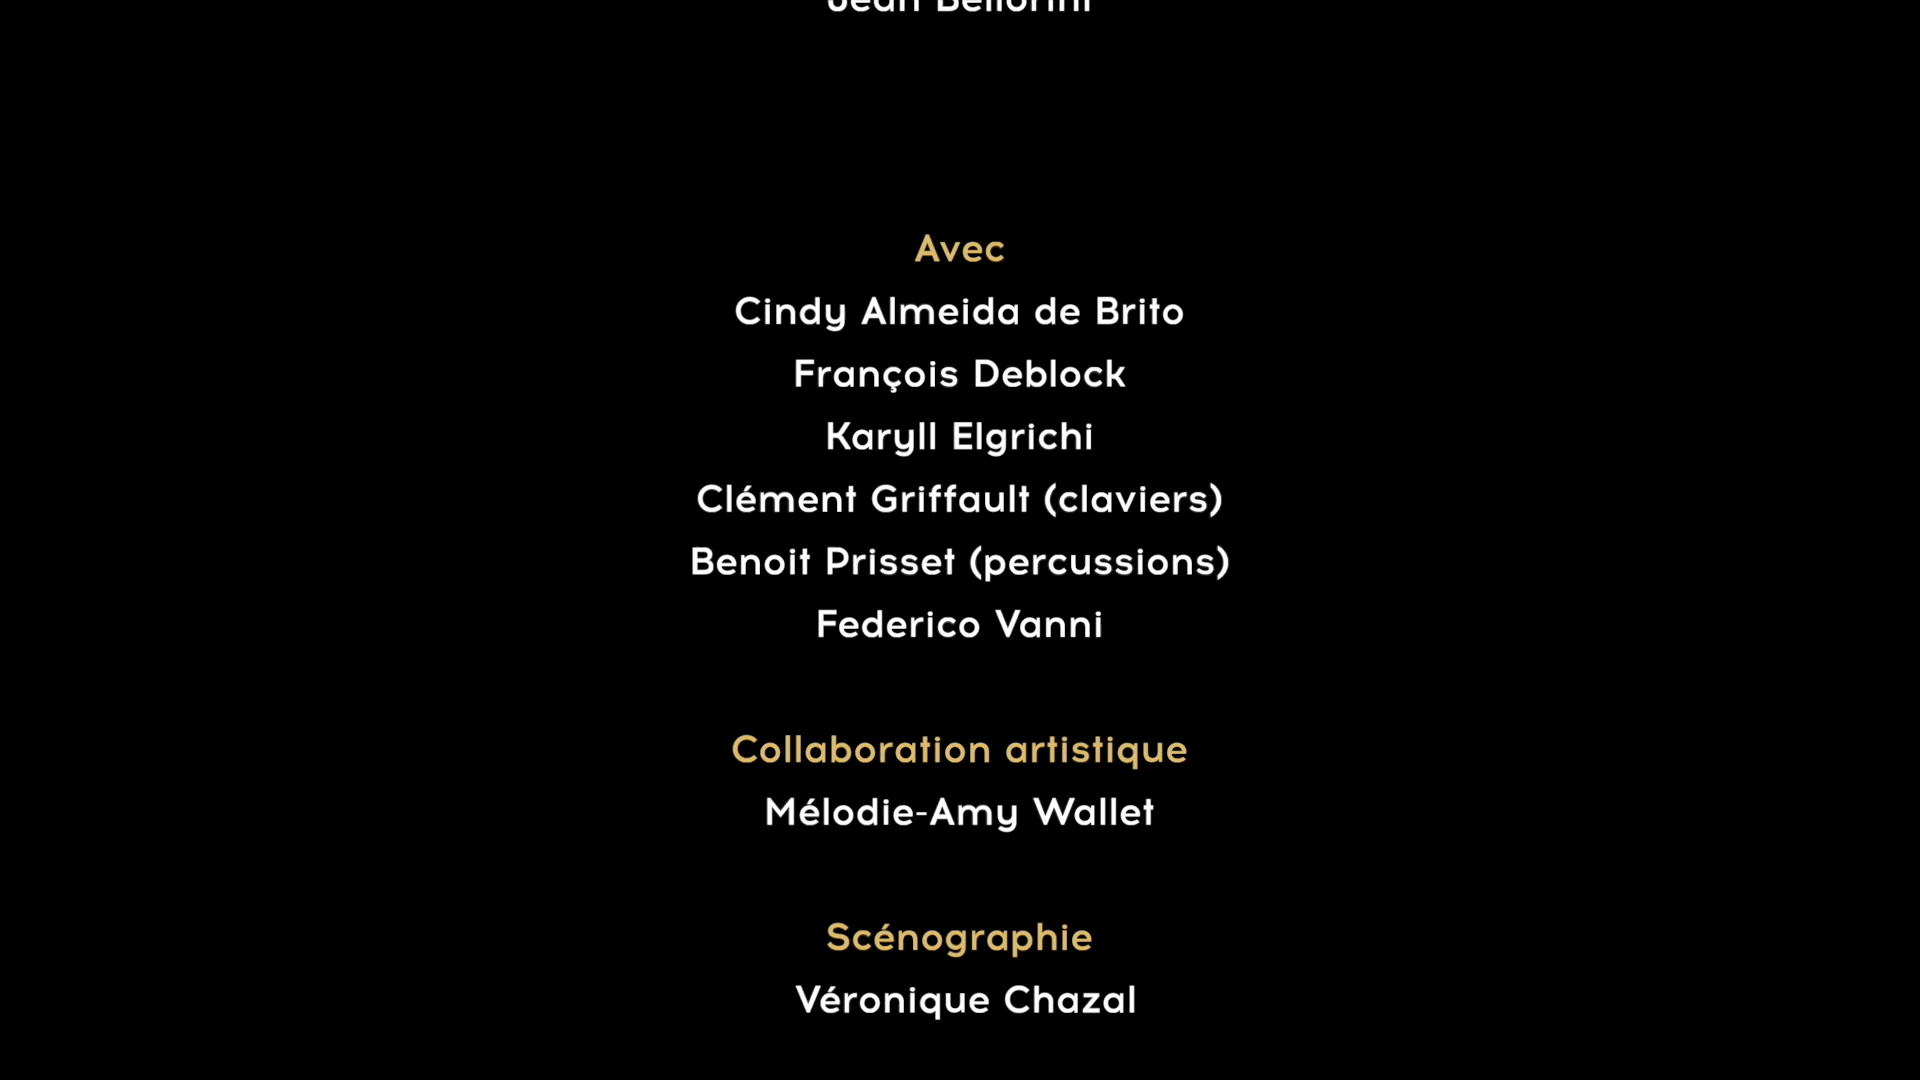 Jean Bellorini
Avec
Cindy Almeida de Brito
François Deblock
Karyll Elgrichi
Clément Griffault (claviers)
Benoit Prisset (percussions)
Federico Vanni
Collaboration artistique
Mélodie-Amy Wallet
Scénographie
Véronique Chazal